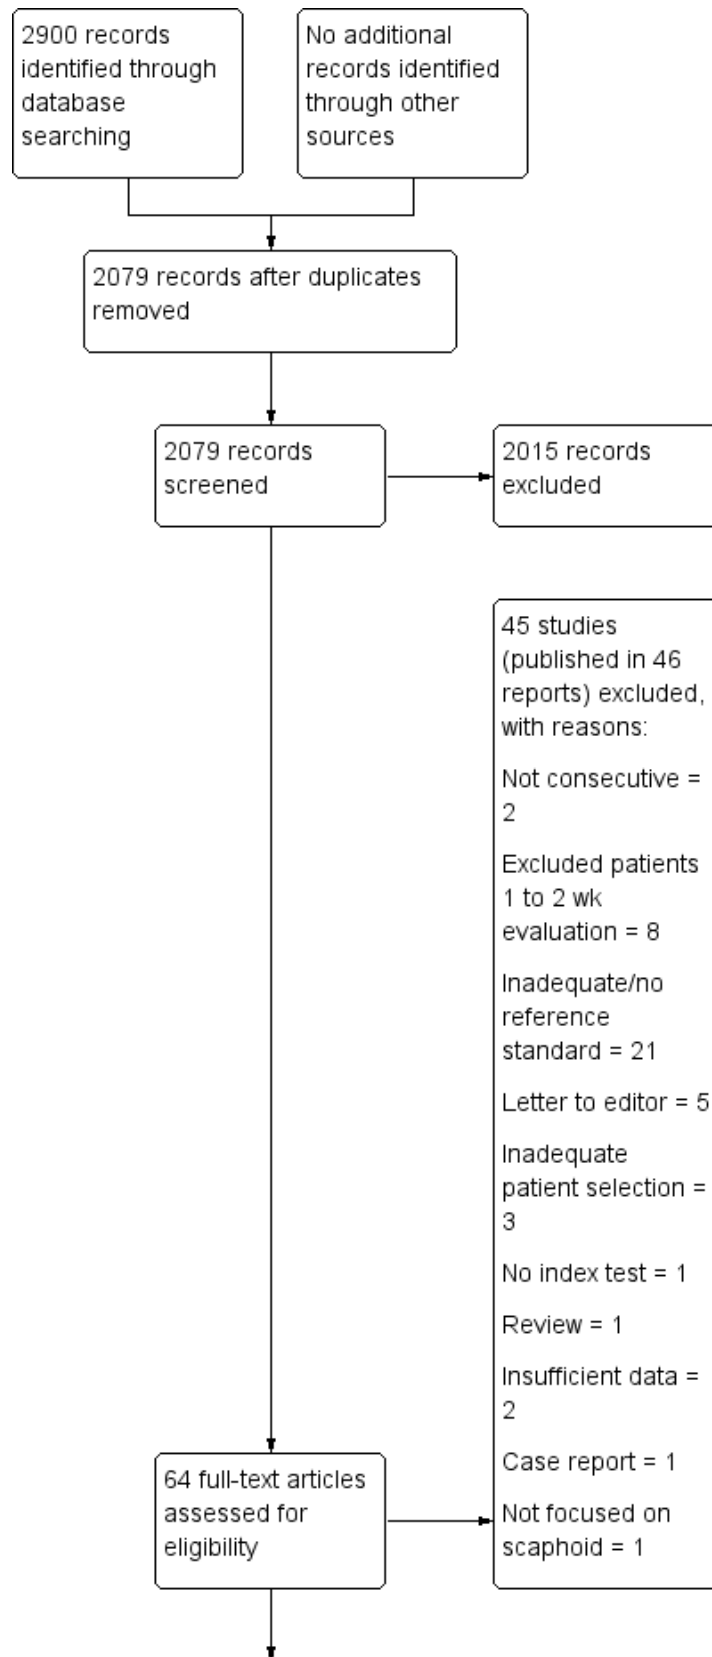 2900 records
identified through
database
searching
No additional
records identified
through other
sources
2079 records after duplicates
removed
2079 records
screened
2015 records
excluded
45 studies
(published in 46
reports) excluded,
with reasons:
Not consecutive =
2
Excluded patients
1 to 2 wk
evaluation = 8
Inadequate/no
reference
standard = 21
Letter to editor = 5
Inadequate
patient selection =
3
No index test = 1
Review = 1
Insufficient data =
2
Case report = 1
Not focused on
scaphoid = 1
64 full-text articles
assessed for
eligibility